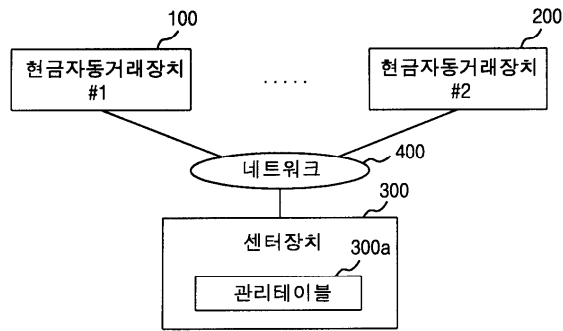 100
200
현금자동거래장치
#1
.....
현금자동거래장치
#2
네트워크
400
300
센터장치
300a
관리테이블